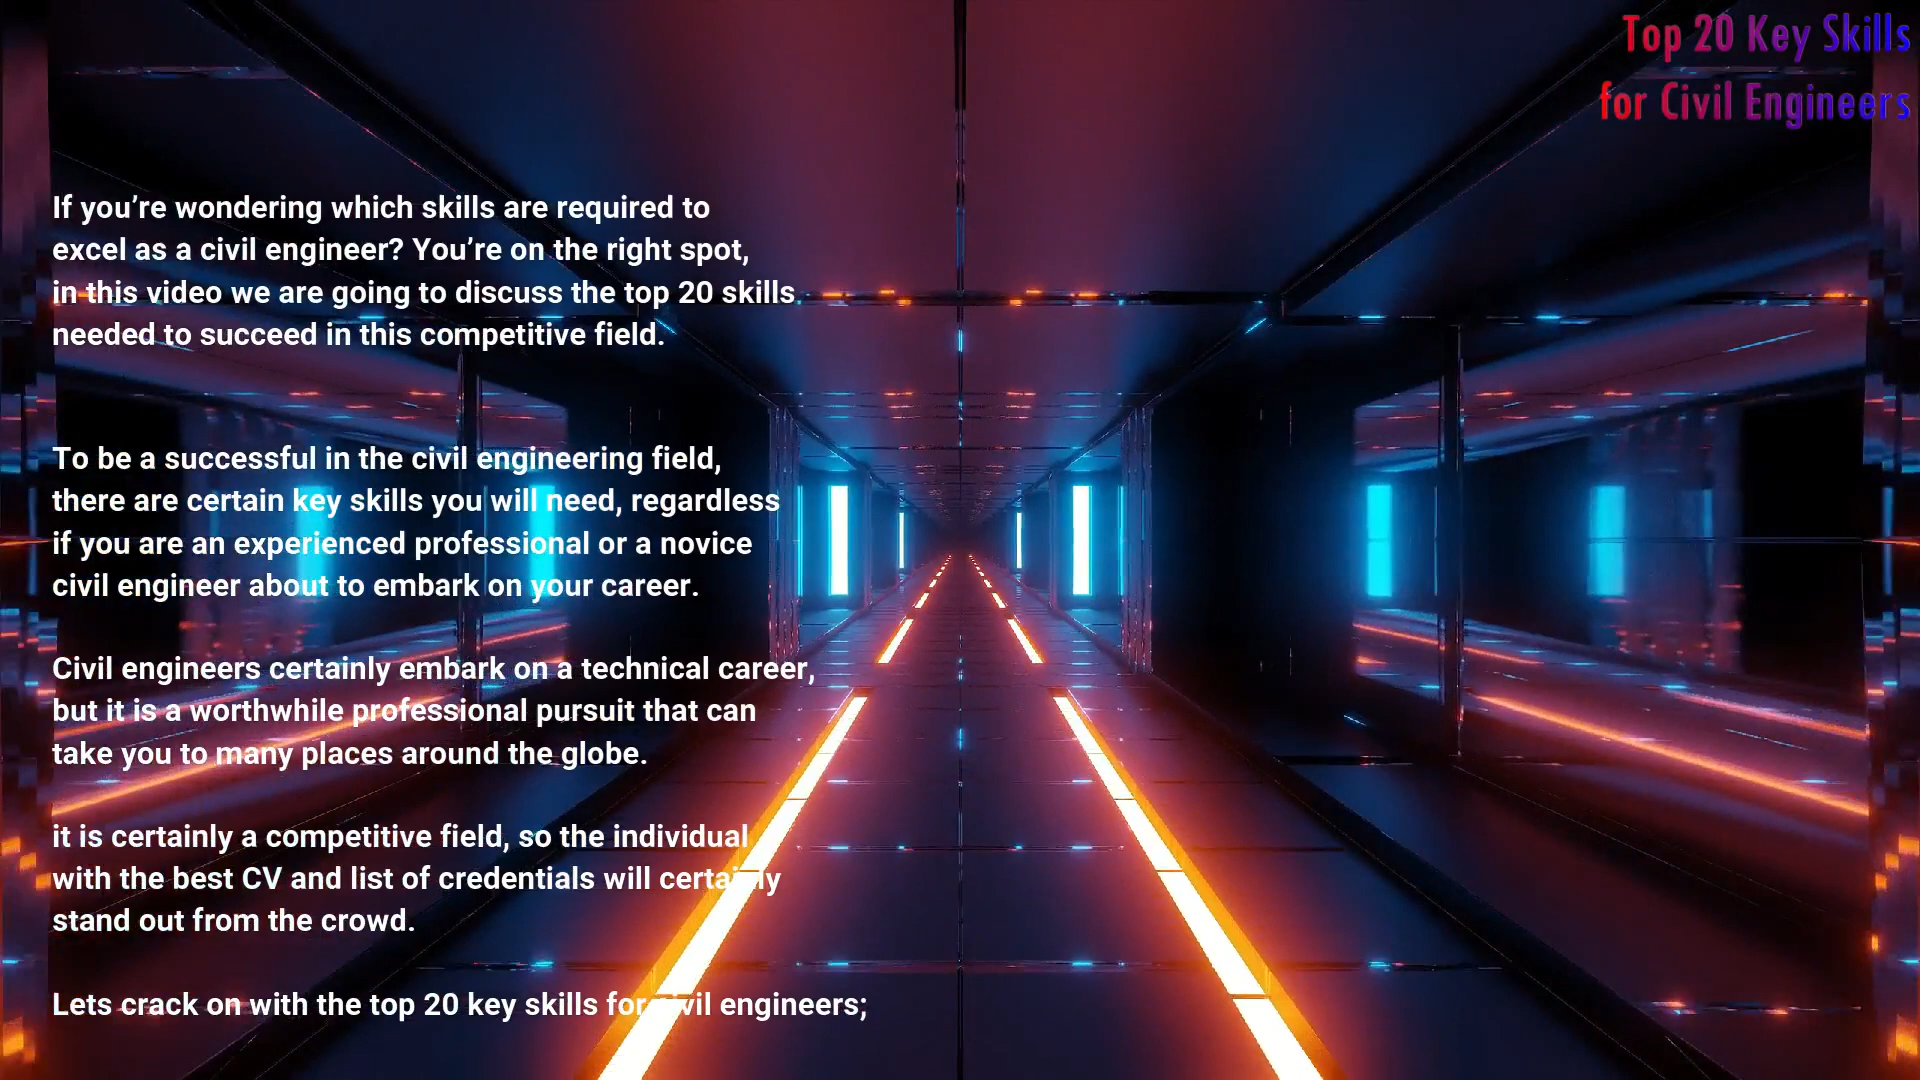 Top 20 Key Skills
for Civil Engineers
If you’re wondering which skills are required to
excel as a civil engineer? You’re on the right spot,
in this video we are going to discuss the top 20 skills
needed to succeed in this competitive field.
To be a successful in the civil engineering field,
there are certain key skills you will need, regardless
if you are an experienced professional or a novice
civil engineer about to embark on your career.
Civil engineers certainly embark on a technical career,
but it is a worthwhile professional pursuit that can
take you to many places around the globe.
it is certainly a competitive field, so the individual
with the best CV and list of credentials will certainly
stand out from the crowd.
Lets crack on with the top 20 key skills for civil engineers;